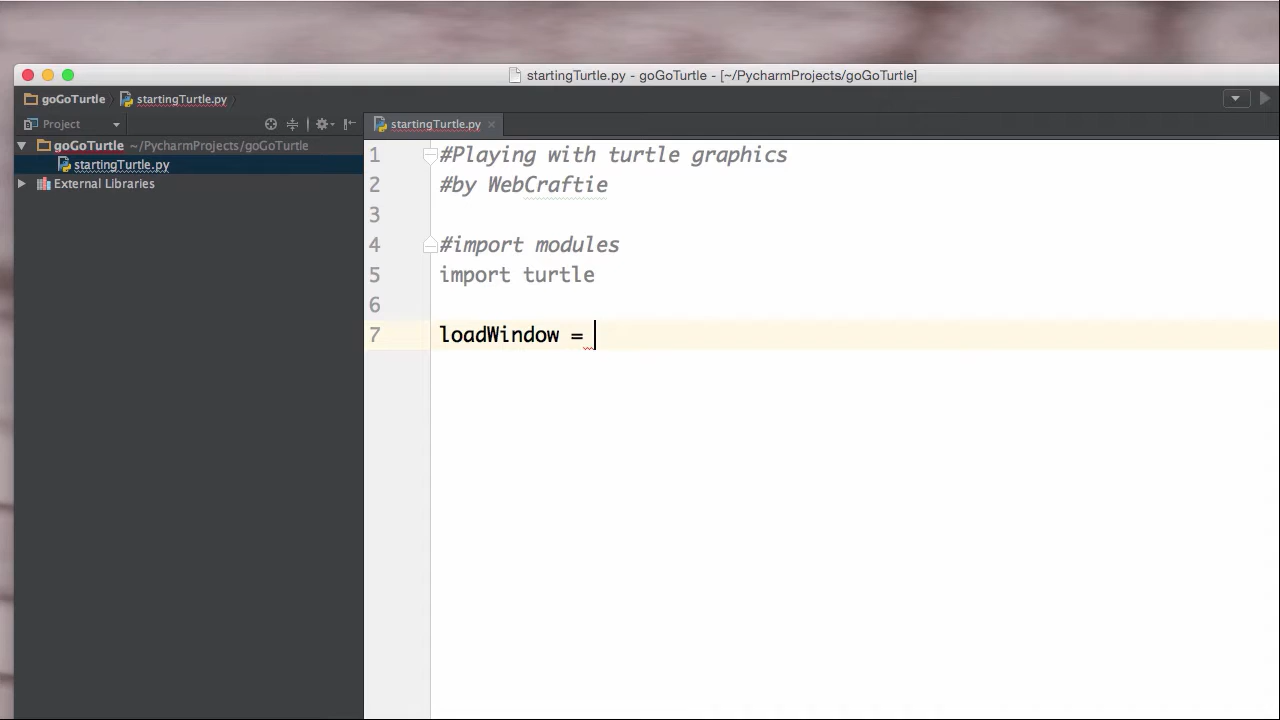 startingTurtle.py - goGoTurtle - [~/PycharmProjects/goGoTurtle]
goGoTurtle startingTurtle.py
Project
startingTurtle.py
goGoTurtle ~/PycharmProjects/goGoTurtle
startingTurtle.py
External Libraries
1 #Playing with turtle graphics
2 #by WebCraftie
3
4 #import modules
5 import turtle
6
7 loadWindow =